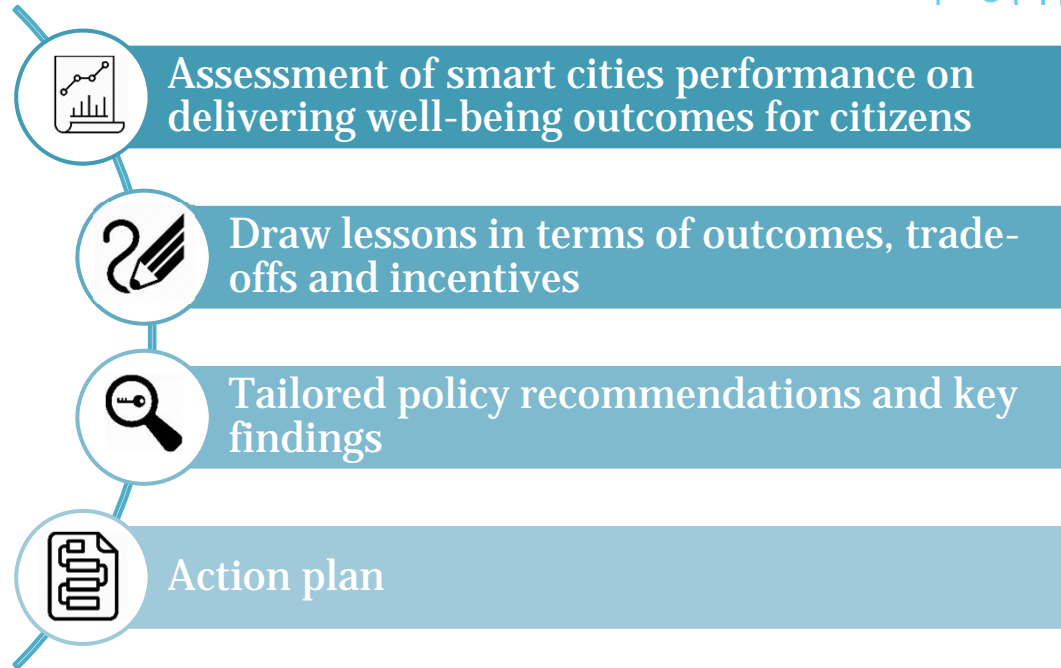 Assessment of smart cities performance on
delivering well-being outcomes for citizens
Draw lessons in terms of outcomes, trade-
offs and incentives
Tailored policy recommendations and key
findings
Action plan